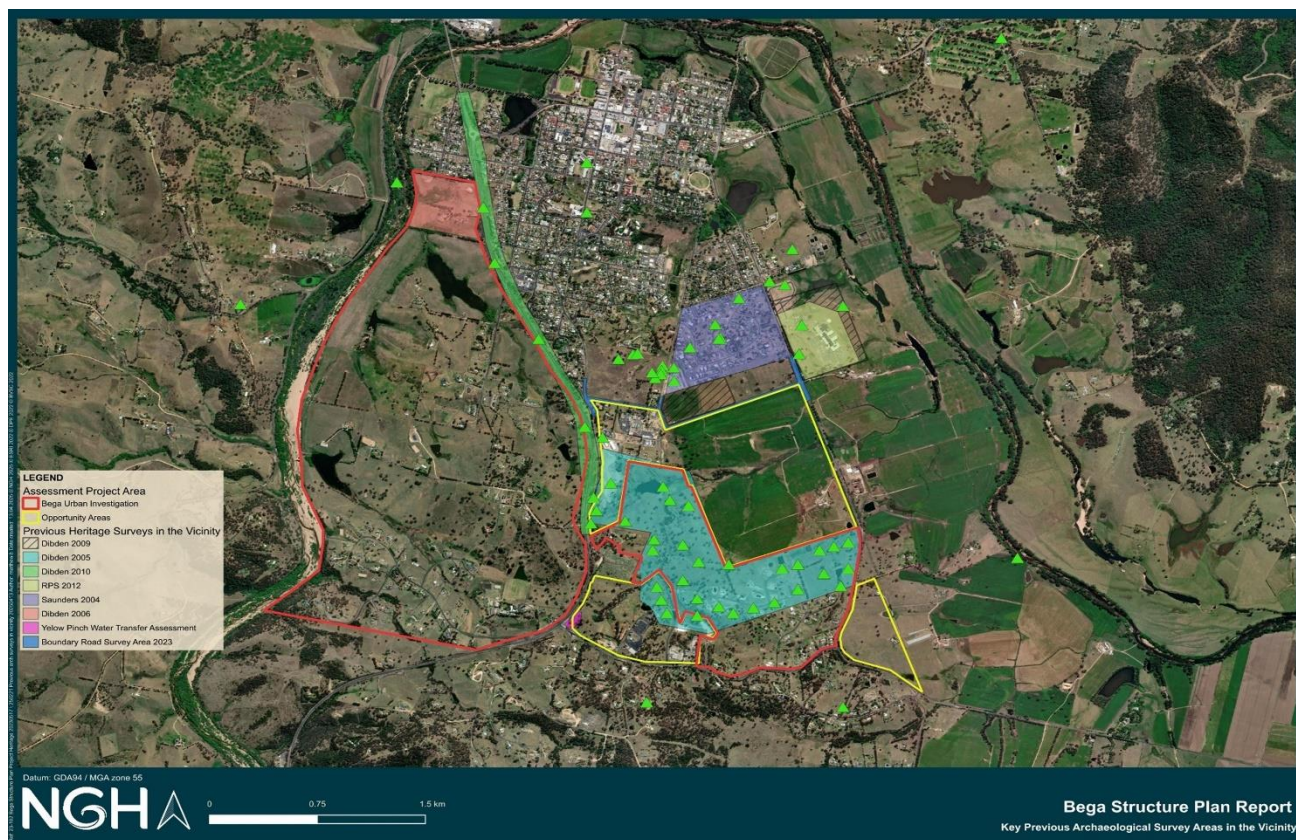 LEGEND
Assessment Project Area
Bega Urban Investigation
Opportunity Areas
Previous Heritage Surveys in the Vicinity
Dibden 2009
Dibden 2005
Dibden 2010
RPS 2012
Saunders 2004
Dibden 2006
Yelow Pinch Water Transfer Assessment
Boundary Road Survey Area 2023
Datum: GDA94 / MGA zone 55
NGH
0 0.75 1.5 km
Bega Structure Plan Report
Key Previous Archaeological Survey Areas in the Vicinity